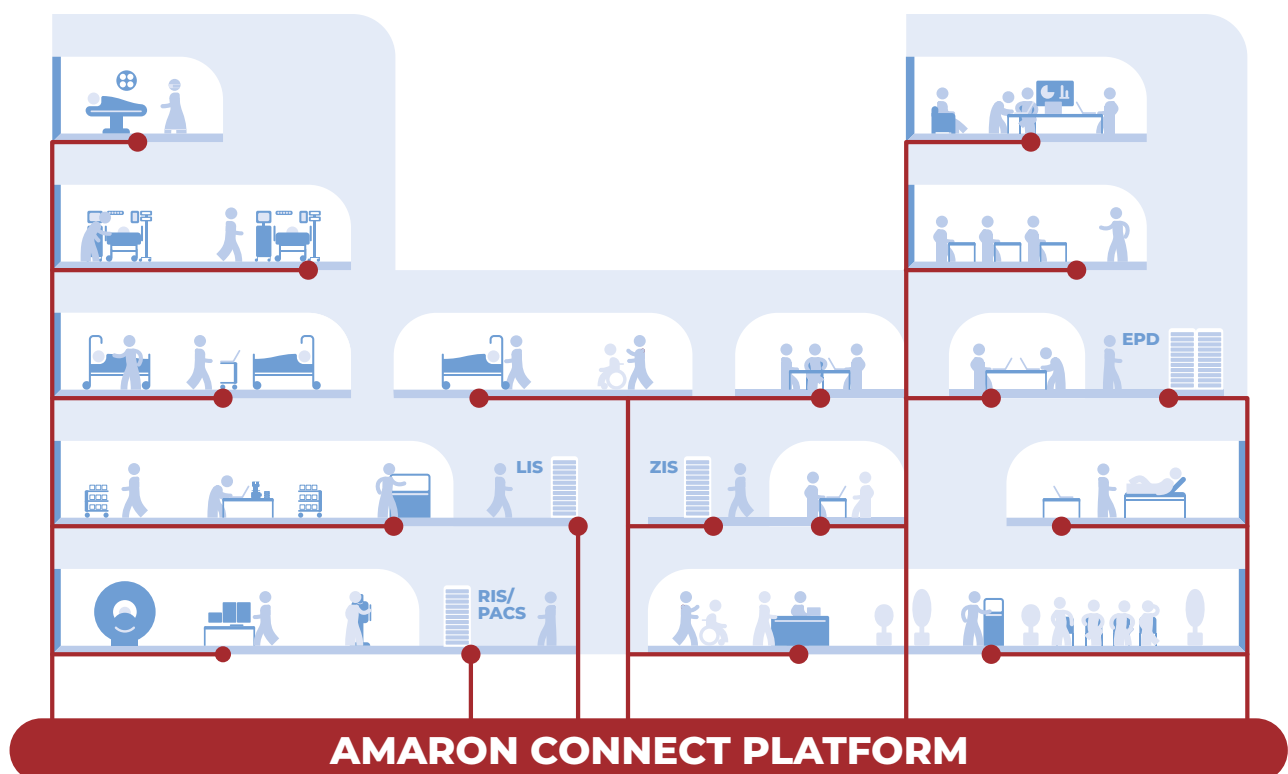 EPD
LIS
ZIS
RIS/
PACS
AMARON CONNECT PLATFORM